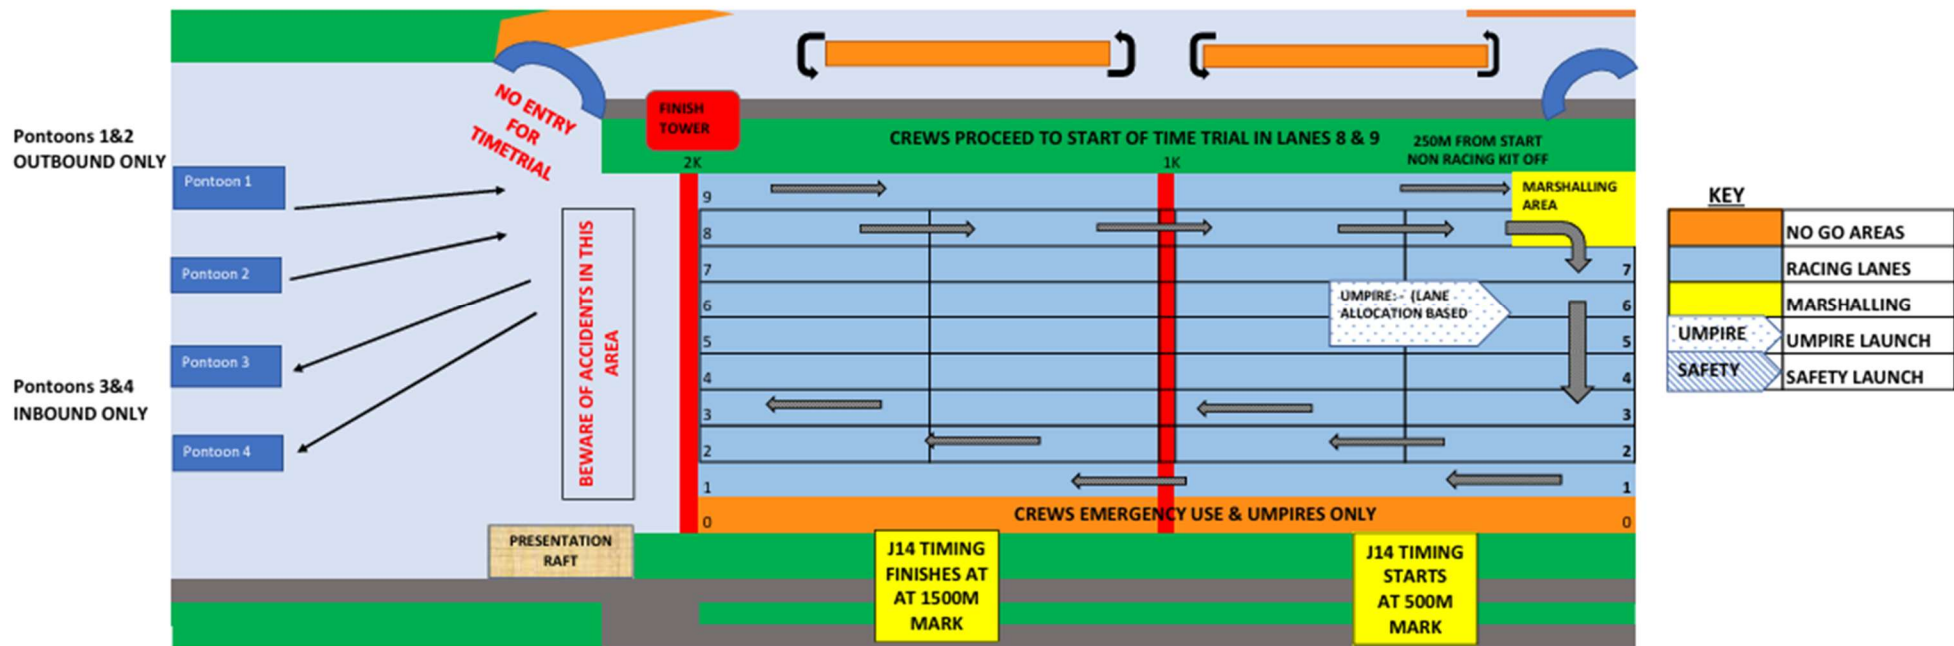 NO ENTRY
FOR
TIMETRIAL
FINISH
TOWER
CREWS PROCEED TO START OF TIME TRIAL IN LANES 8 & 9
250M FROM START
NON RACING KIT OFF
2K
1K
Pontoons 1&2
OUTBOUND ONLY
Pontoon 1
Pontoon 2
Pontoon 3
Pontoon 4
Pontoons 3&4
INBOUND ONLY
BEWARE OF ACCIDENTS IN THIS
AREA
MARSHALLING
AREA
9
8
7
6
5
4
3
2
1
0
UMPIRE: - (LANE
ALLOCATION BASED
7
6
5
4
3
2
1
0
CREWS EMERGENCY USE & UMPIRES ONLY
PRESENTATION
RAFT
J14 TIMING
FINISHES AT
AT 1500M
MARK
J14 TIMING
STARTS
AT 500M
MARK
KEY
NO GO AREAS
RACING LANES
MARSHALLING
UMPIRE UMPIRE LAUNCH
SAFETY SAFETY LAUNCH